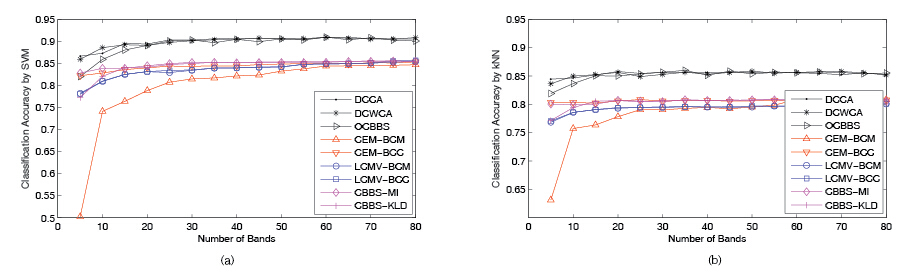 0.95
0.9
0.85
0.8
0.75
0.7
0.65
0.6
0.55
0.5
Classification Accuracy by SVM
0 10 20 30 40 50 60 70 80
Number of Bands
DCCA
DCWCA
OCBBS
CEM-BCM
CEM-BCC
LCMV-BCM
LCMV-BCC
CBBS-MI
CBBS-KLD
(a)
0.95
0.9
0.85
0.8
0.75
0.7
0.65
Classification Accuracy by kNN
0 10 20 30 40 50 60 70 80
Number of Bands
DCCA
DCWCA
OCBBS
CEM-BCM
CEM-BCC
LCMV-BCM
LCMV-BCC
CBBS-MI
CBBS-KLD
(b)